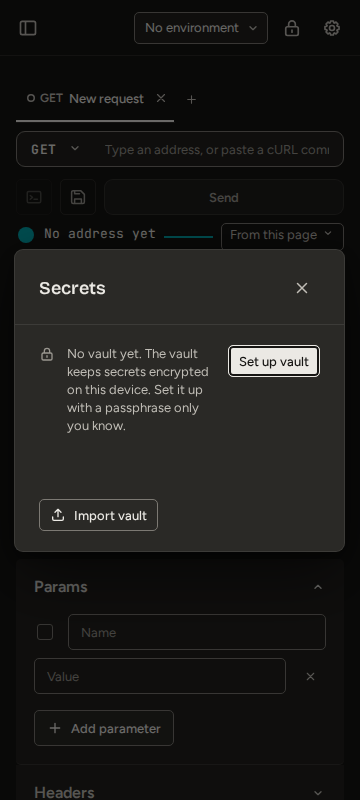 No environment
GET New request
GET Type an address, or paste a cURL com
Send
No address yet From this page
Secrets
No vault yet. The vault
keeps secrets encrypted
on this device. Set it up
with a passphrase only
you know.
Set up vault
Import vault
Params
Name
Value
Add parameter
Headers